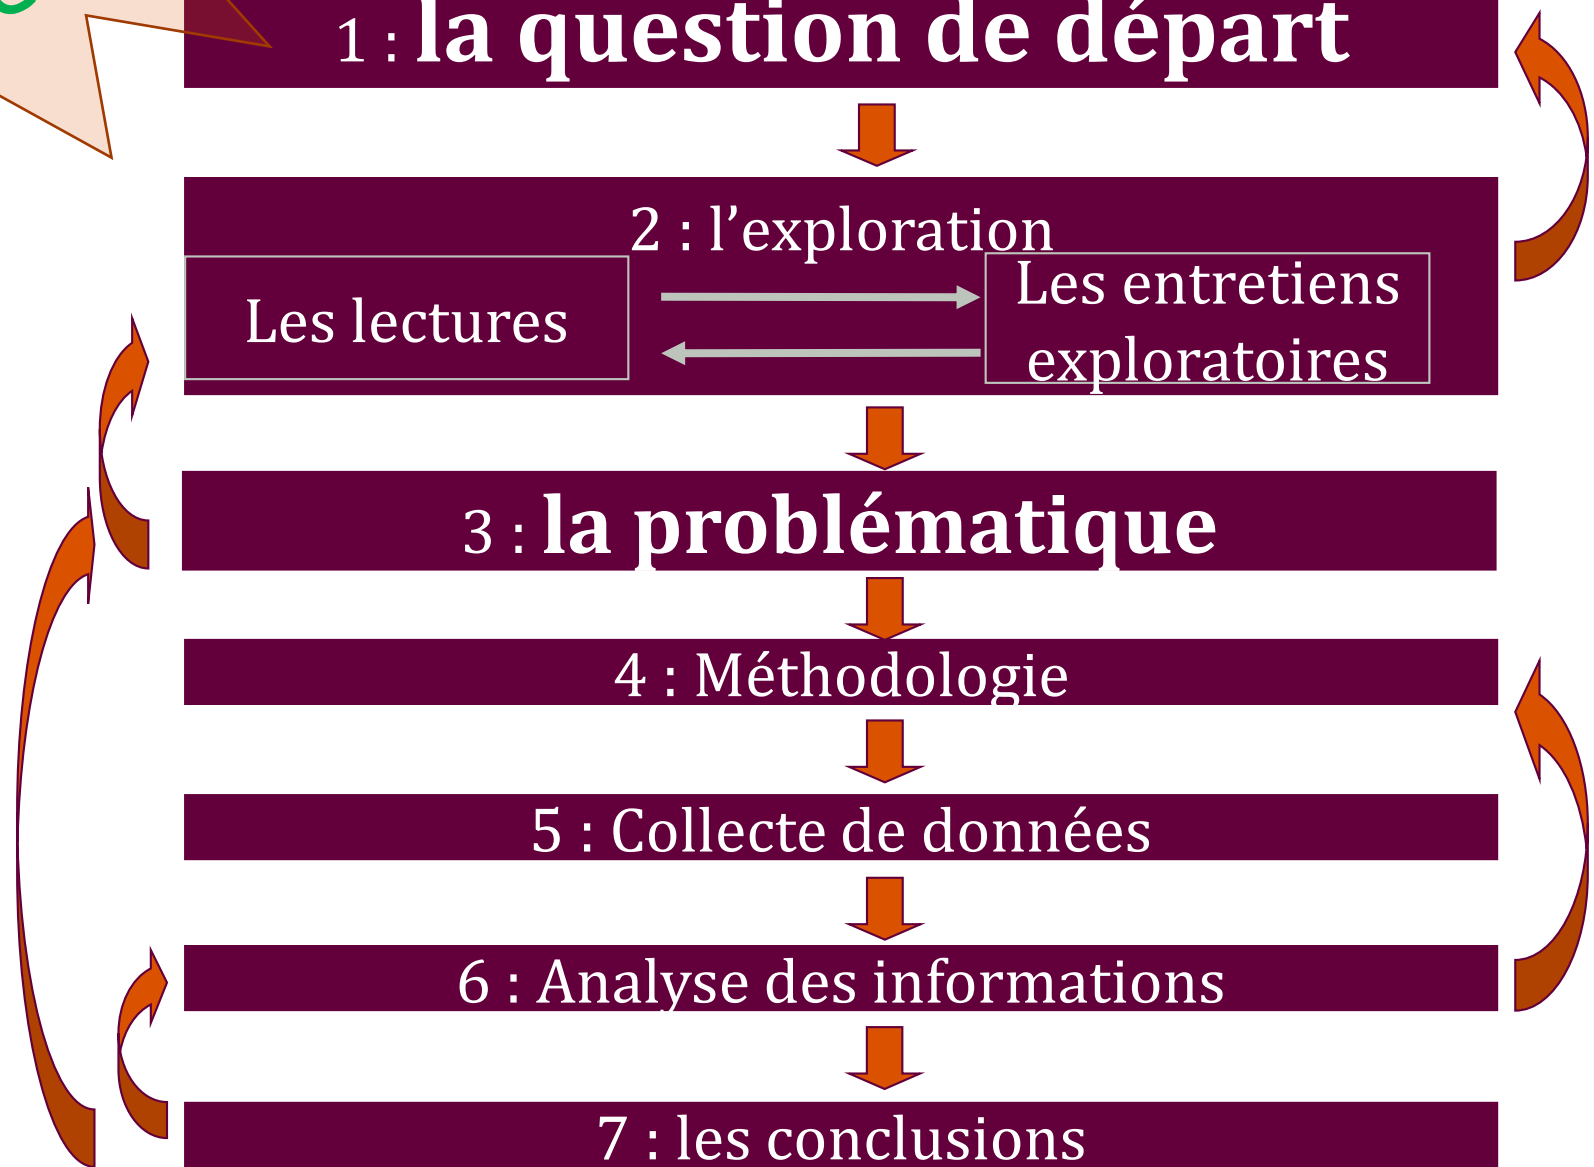 1 : la question de départ
2 : l’exploration
Les lectures
Les entretiens
exploratoires
3 : la problématique
4 : Méthodologie
5 : Collecte de données
6 : Analyse des informations
7 : les conclusions